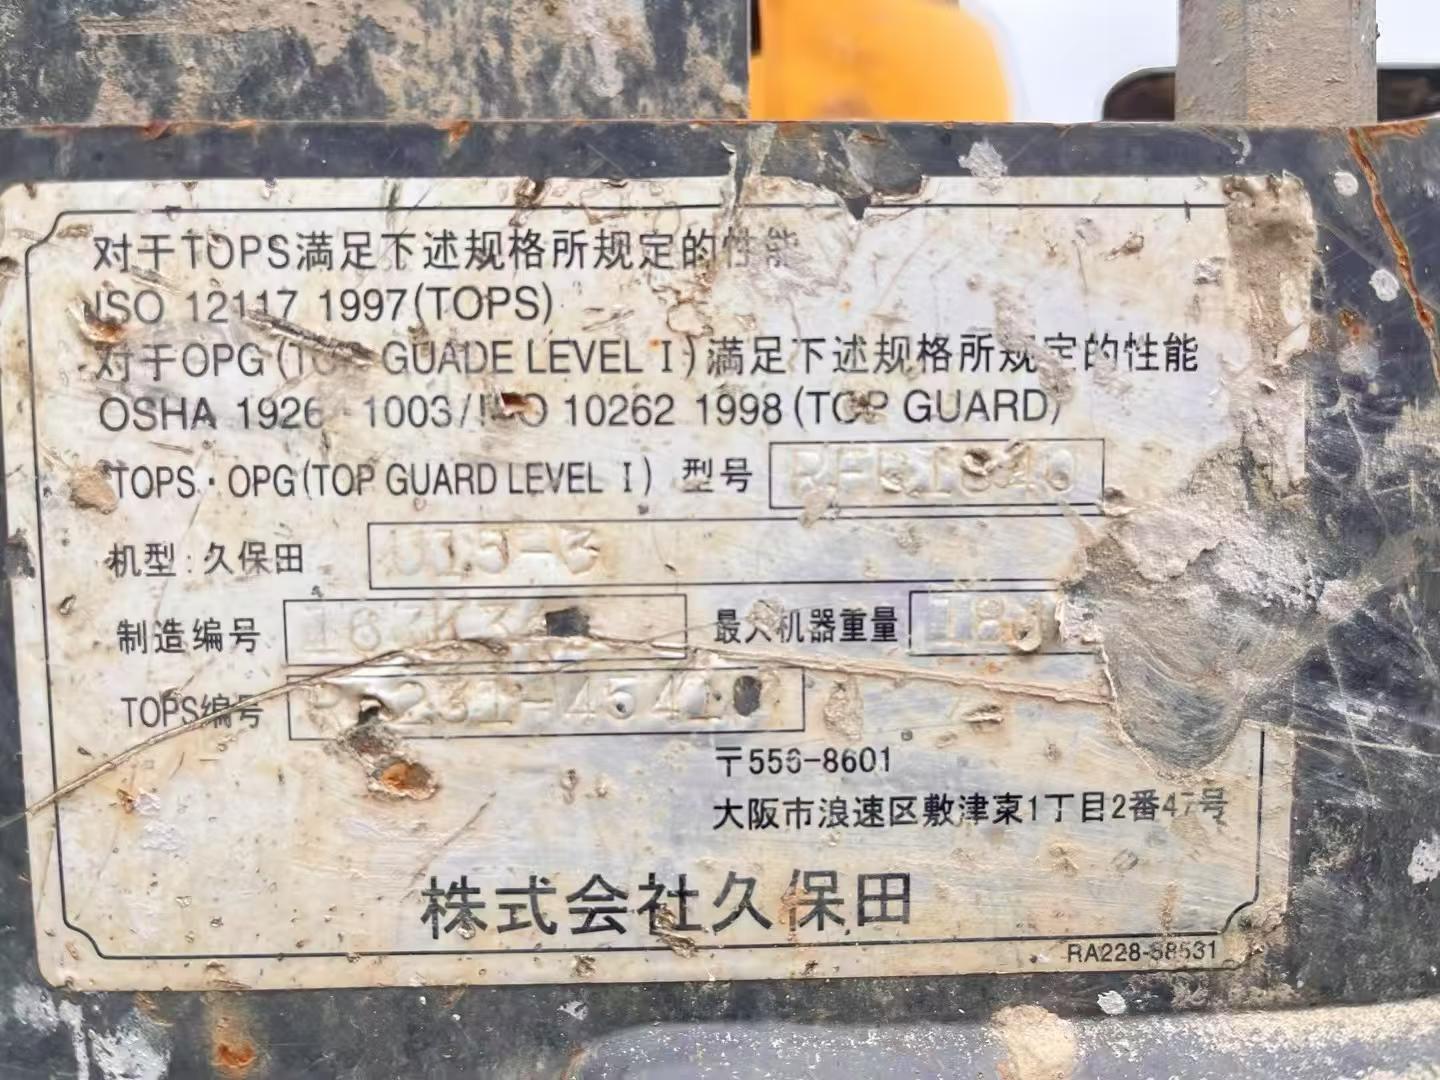 对于TOPS満足下述规格所规定的性能
ISO 12117 1997(TOPS)
对于OPG(TOP GUADE LEVEL I)満足下述规格所规定的性能
OSHA 1926 1003/ISO 10262 1998(TOP GUARD)
TOPS·OPG(TOP GUARD LEVEL I) 型号
机型:久保田 U15-3
制造编号 最大机器重量
TOPS编号
〒556-8601
大阪市浪速区敷津東1丁目2番47号
株式会社久保田
RA228-58531